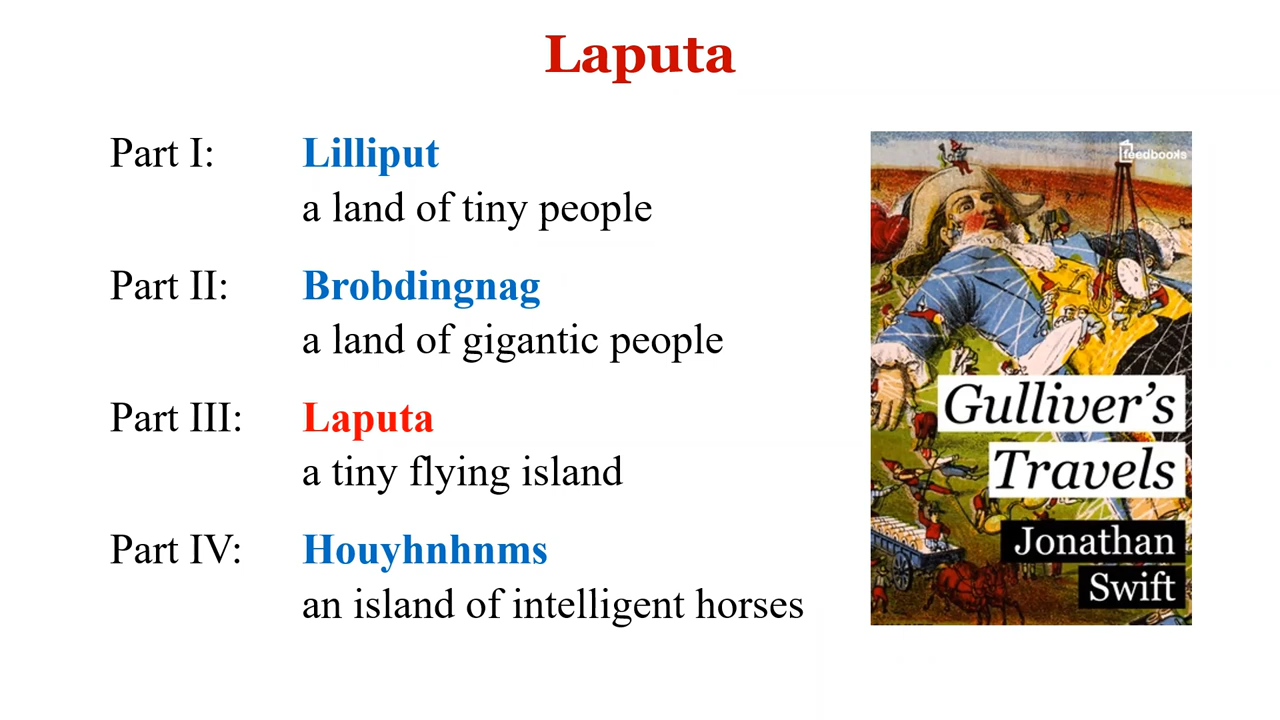 Laputa
Part I: Lilliput
a land of tiny people
Part II: Brobdingnag
a land of gigantic people
Part III: Laputa
a tiny flying island
Part IV: Houyhnhnms
an island of intelligent horses
feedbooks
Gulliver's
Travels
Jonathan
Swift